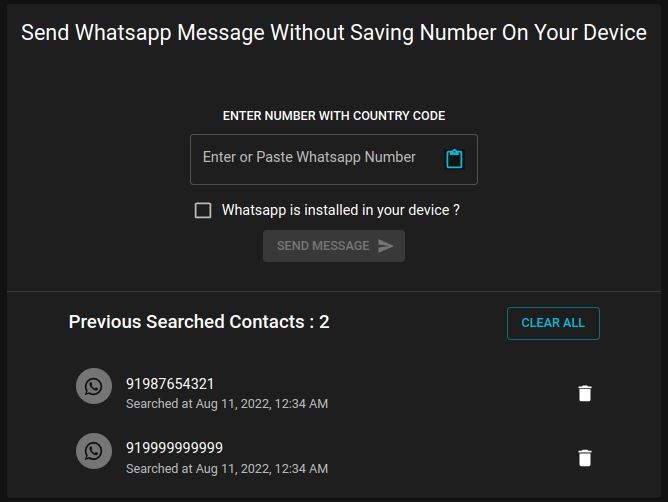 Send Whatsapp Message Without Saving Number On Your Device
ENTER NUMBER WITH COUNTRY CODE
Enter or Paste Whatsapp Number
Whatsapp is installed in your device ?
SEND MESSAGE
Previous Searched Contacts : 2
CLEAR ALL
91987654321
Searched at Aug 11, 2022, 12:34 AM
919999999999
Searched at Aug 11, 2022, 12:34 AM